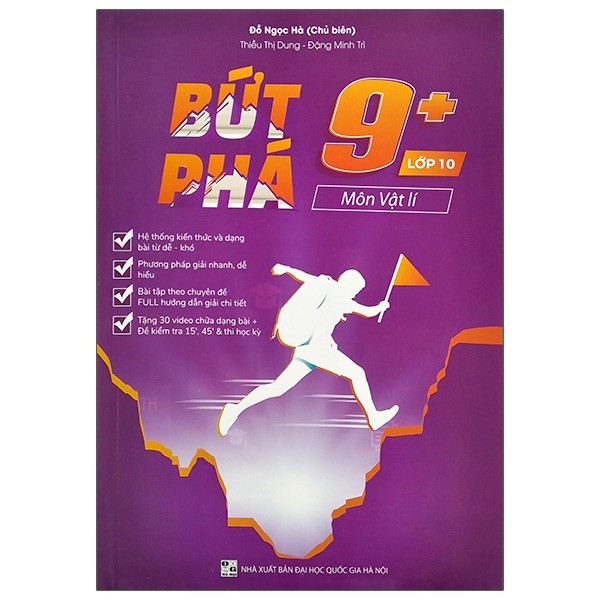 Đỗ Ngọc Hà (Chủ biên)
Thiều Thị Dung - Đặng Minh Trì
BỨT PHÁ
9+
LỚP 10
Môn Vật lí
Hệ thống kiến thức và dạng
bài từ dễ - khó
Phương pháp giải nhanh, dễ
hiểu
Bài tập theo chuyên đề
FULL hướng dẫn giải chi tiết
Tặng 30 video chữa dạng bài +
Đề kiểm tra 15', 45' & thi học kỳ
NHÀ XUẤT BẢN ĐẠI HỌC QUỐC GIA HÀ NỘI